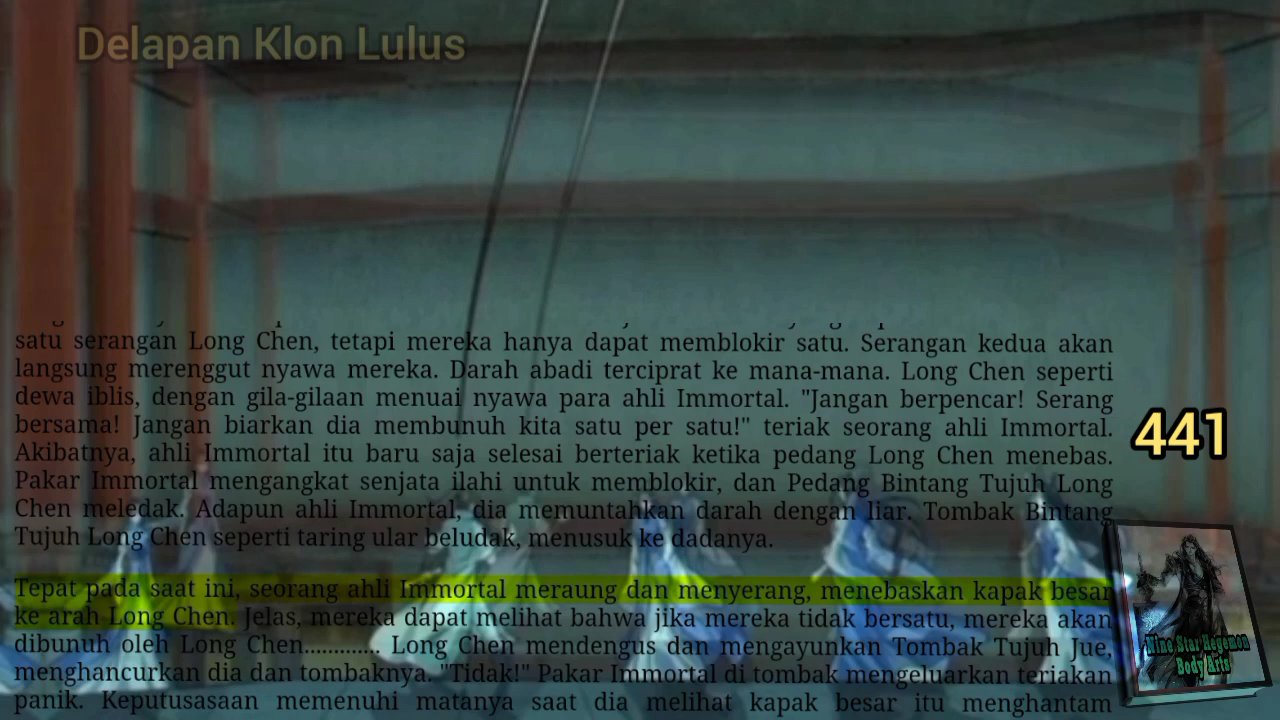 Delapan Klon Lulus
satu serangan Long Chen, tetapi mereka hanya dapat memblokir satu. Serangan kedua akan
langsung merenggut nyawa mereka. Darah abadi terciprat ke mana-mana. Long Chen seperti
dewa iblis, dengan gila-gilaan menuai nyawa para ahli Immortal. "Jangan berpencar! Serang
bersama! Jangan biarkan dia membunuh kita satu per satu!" teriak seorang ahli Immortal.
Akibatnya, ahli Immortal itu baru saja selesai berteriak ketika pedang Long Chen menebas.
Pakar Immortal mengangkat senjata ilahi untuk memblokir, dan Pedang Bintang Tujuh Long
Chen meledak. Adapun ahli Immortal, dia memuntahkan darah dengan liar. Tombak Bintang
Tujuh Long Chen seperti taring ular beludak, menusuk ke dadanya.
Tepat pada saat ini, seorang ahli Immortal meraung dan menyerang, menebaskan kapak besar
ke arah Long Chen. Jelas, mereka dapat melihat bahwa jika mereka tidak bersatu, mereka akan
dibunuh oleh Long Chen............. Long Chen mendengus dan mengayunkan Tombak Tujuh Jue,
menghancurkan dia dan tombaknya. "Tidak!" Pakar Immortal di tombak mengeluarkan teriakan
panik. Keputusasaan memenuhi matanya saat dia melihat kapak besar itu menghantam
441
Nine Star Hegemon
Body Arts